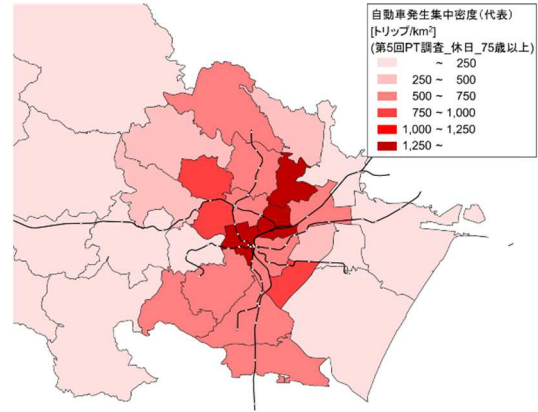 自動車発生集中密度(代表)
[トリップ/km²]
(第5回PT調査_休日_75歳以上)
~ 250
250 ~ 500
500 ~ 750
750 ~ 1,000
1,000 ~ 1,250
1,250 ~